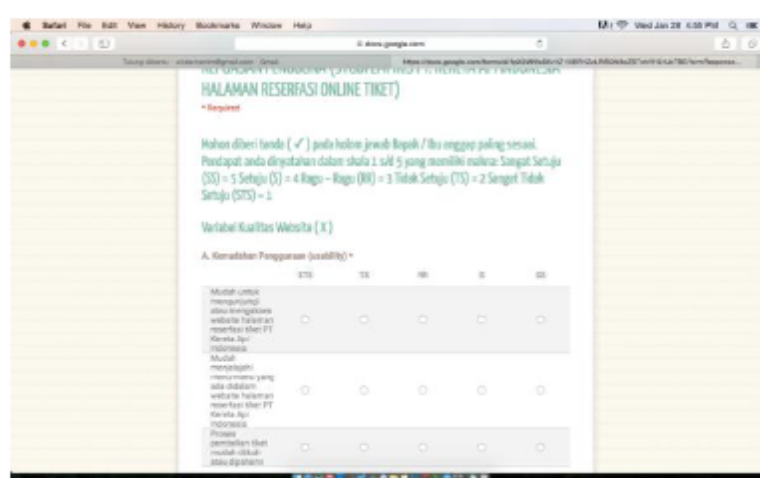 Safari File Edit View History Bookmarks Window Help
Wed Jan 28 4:55 PM
docs.google.com
HALAMAN RESERFASI ONLINE TIKET)
* Required
Mohon diberi tanda ( ✓ ) pada kolom jawab Bapak / Ibu anggap paling sesuai.
Pendapat anda dinyatakan dalam skala 1 s/d 5 yang memiliki makna: Sangat Setuju
(SS) = 5 Setuju (S) = 4 Ragu – Ragu (RR) = 3 Tidak Setuju (TS) = 2 Sangat Tidak
Setuju (STS) = 1
Variabel Kualitas Website ( X )
A. Kemudahan Penggunaan (usability) *
STS TS RR S SS
Mudah untuk
mengunjungi
atau mengakses
website halaman
reserfasi tiket PT
Kereta Api
Indonesia
Mudah
menjelajahi
menu-menu yang
ada didalam
website halaman
reserfasi tiket PT
Kereta Api
Indonesia
Proses
pembelian tiket
mudah diikuti
atau dipahami